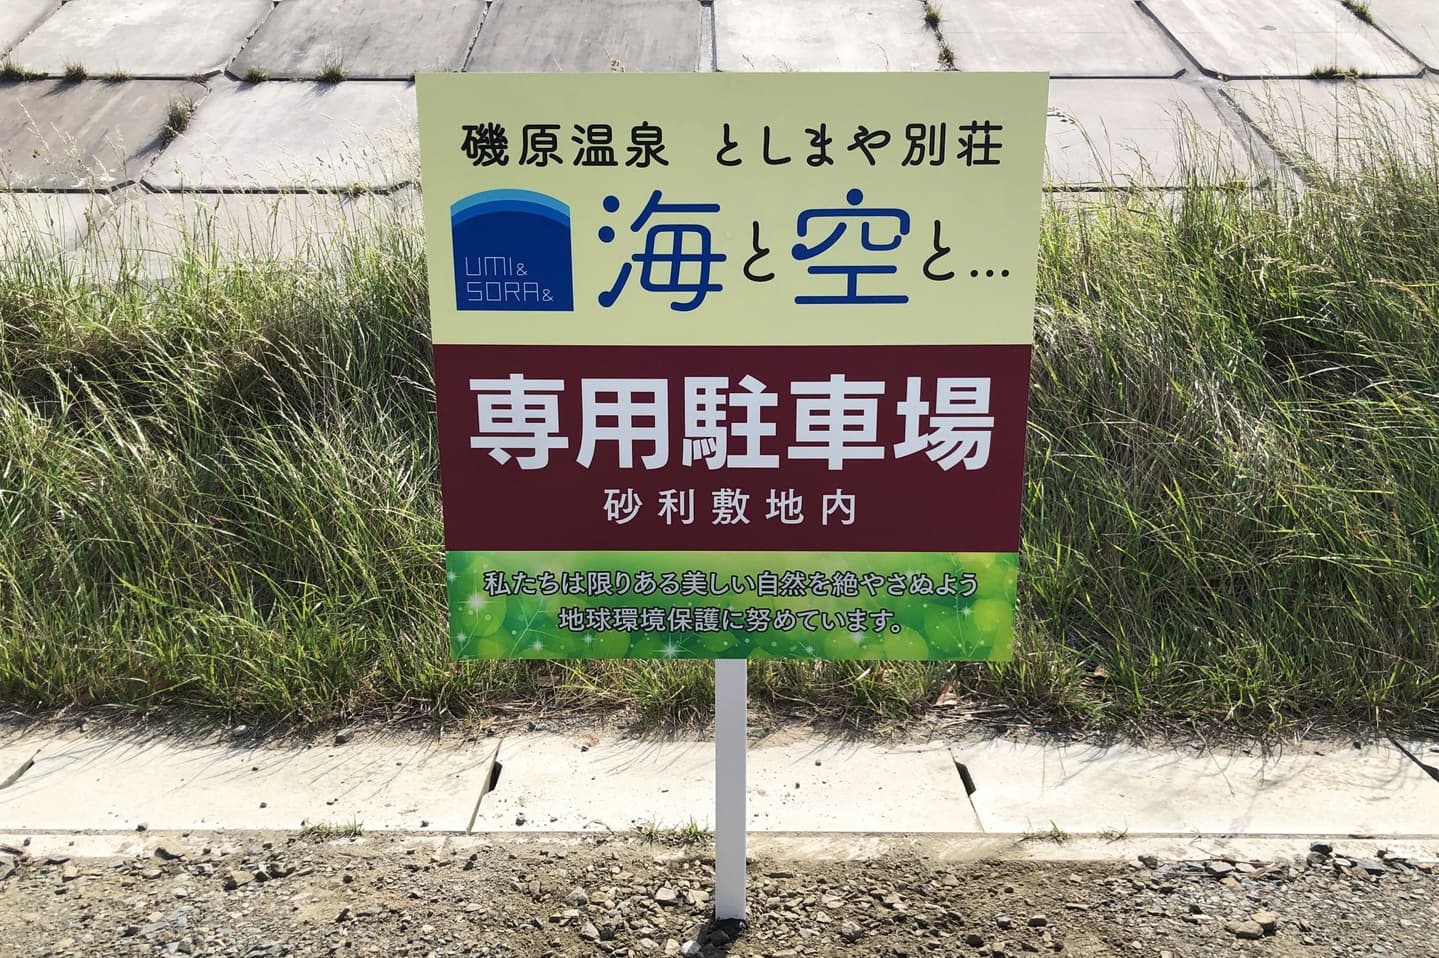 磯原温泉 としまや別荘
UMI&
SORA&
海と空と…
専用駐車場
砂利敷地内
私たちは限りある美しい自然を絶やさぬよう
地球環境保護に努めています。